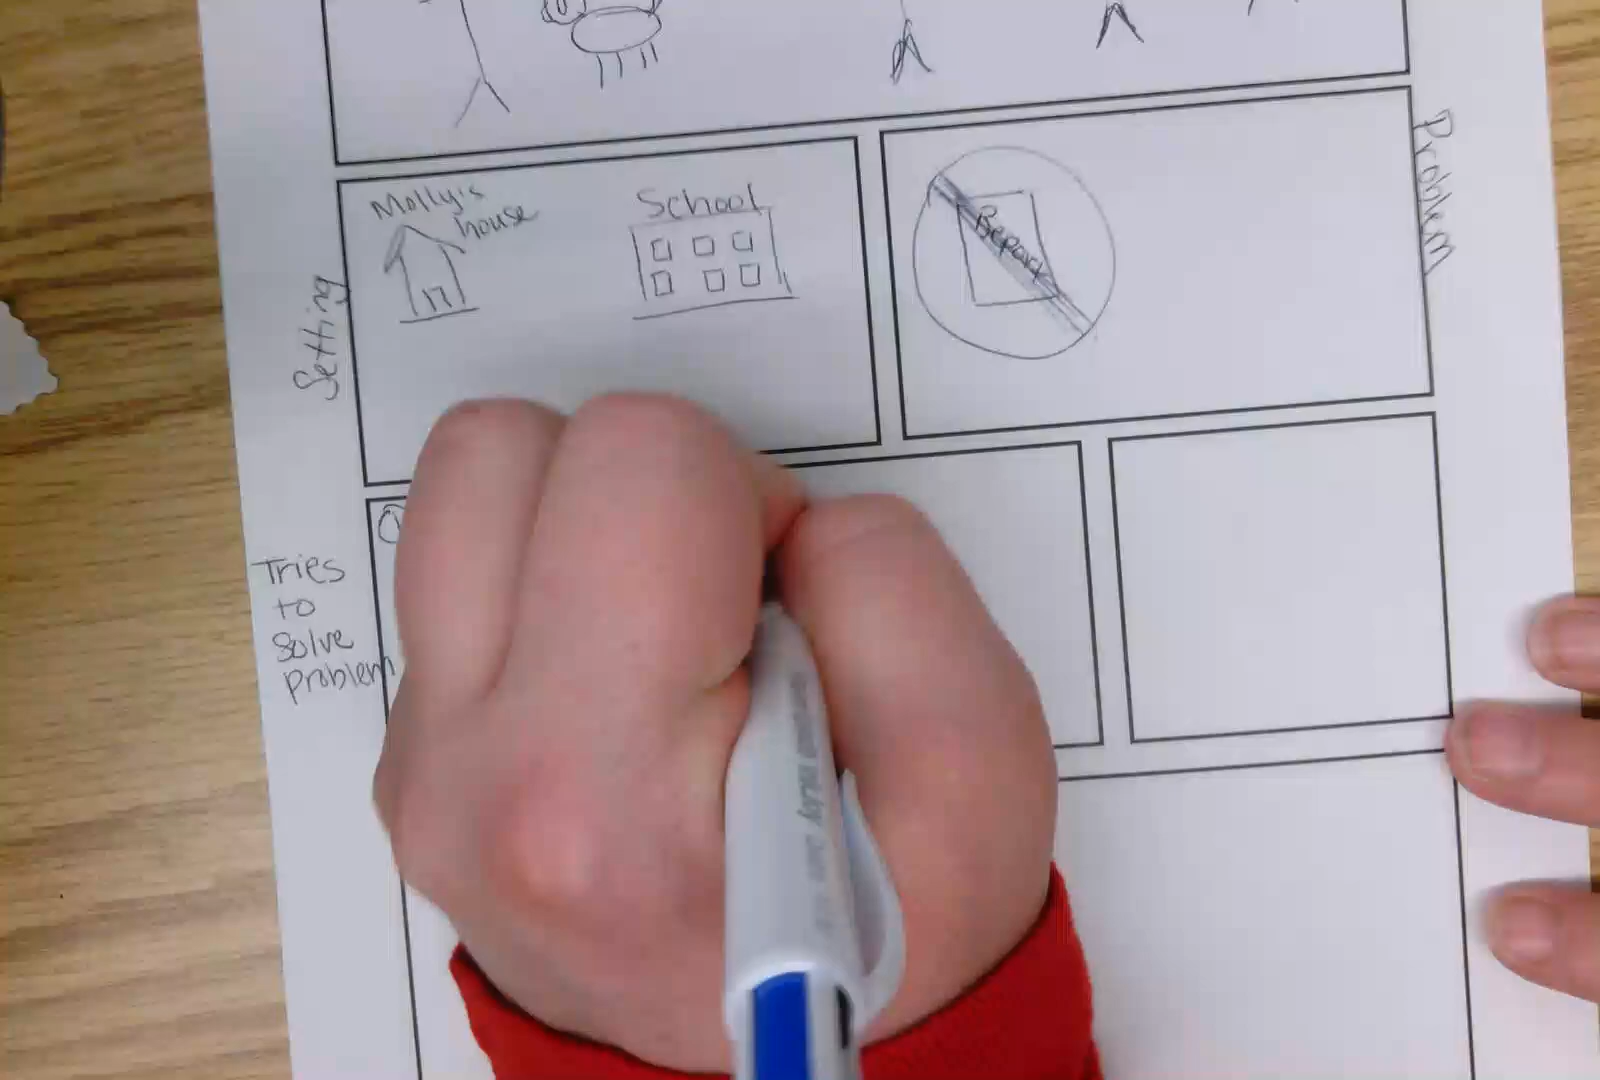 Molly's
house
School
Report
Problem
Setting
Tries
to
Solve
problem